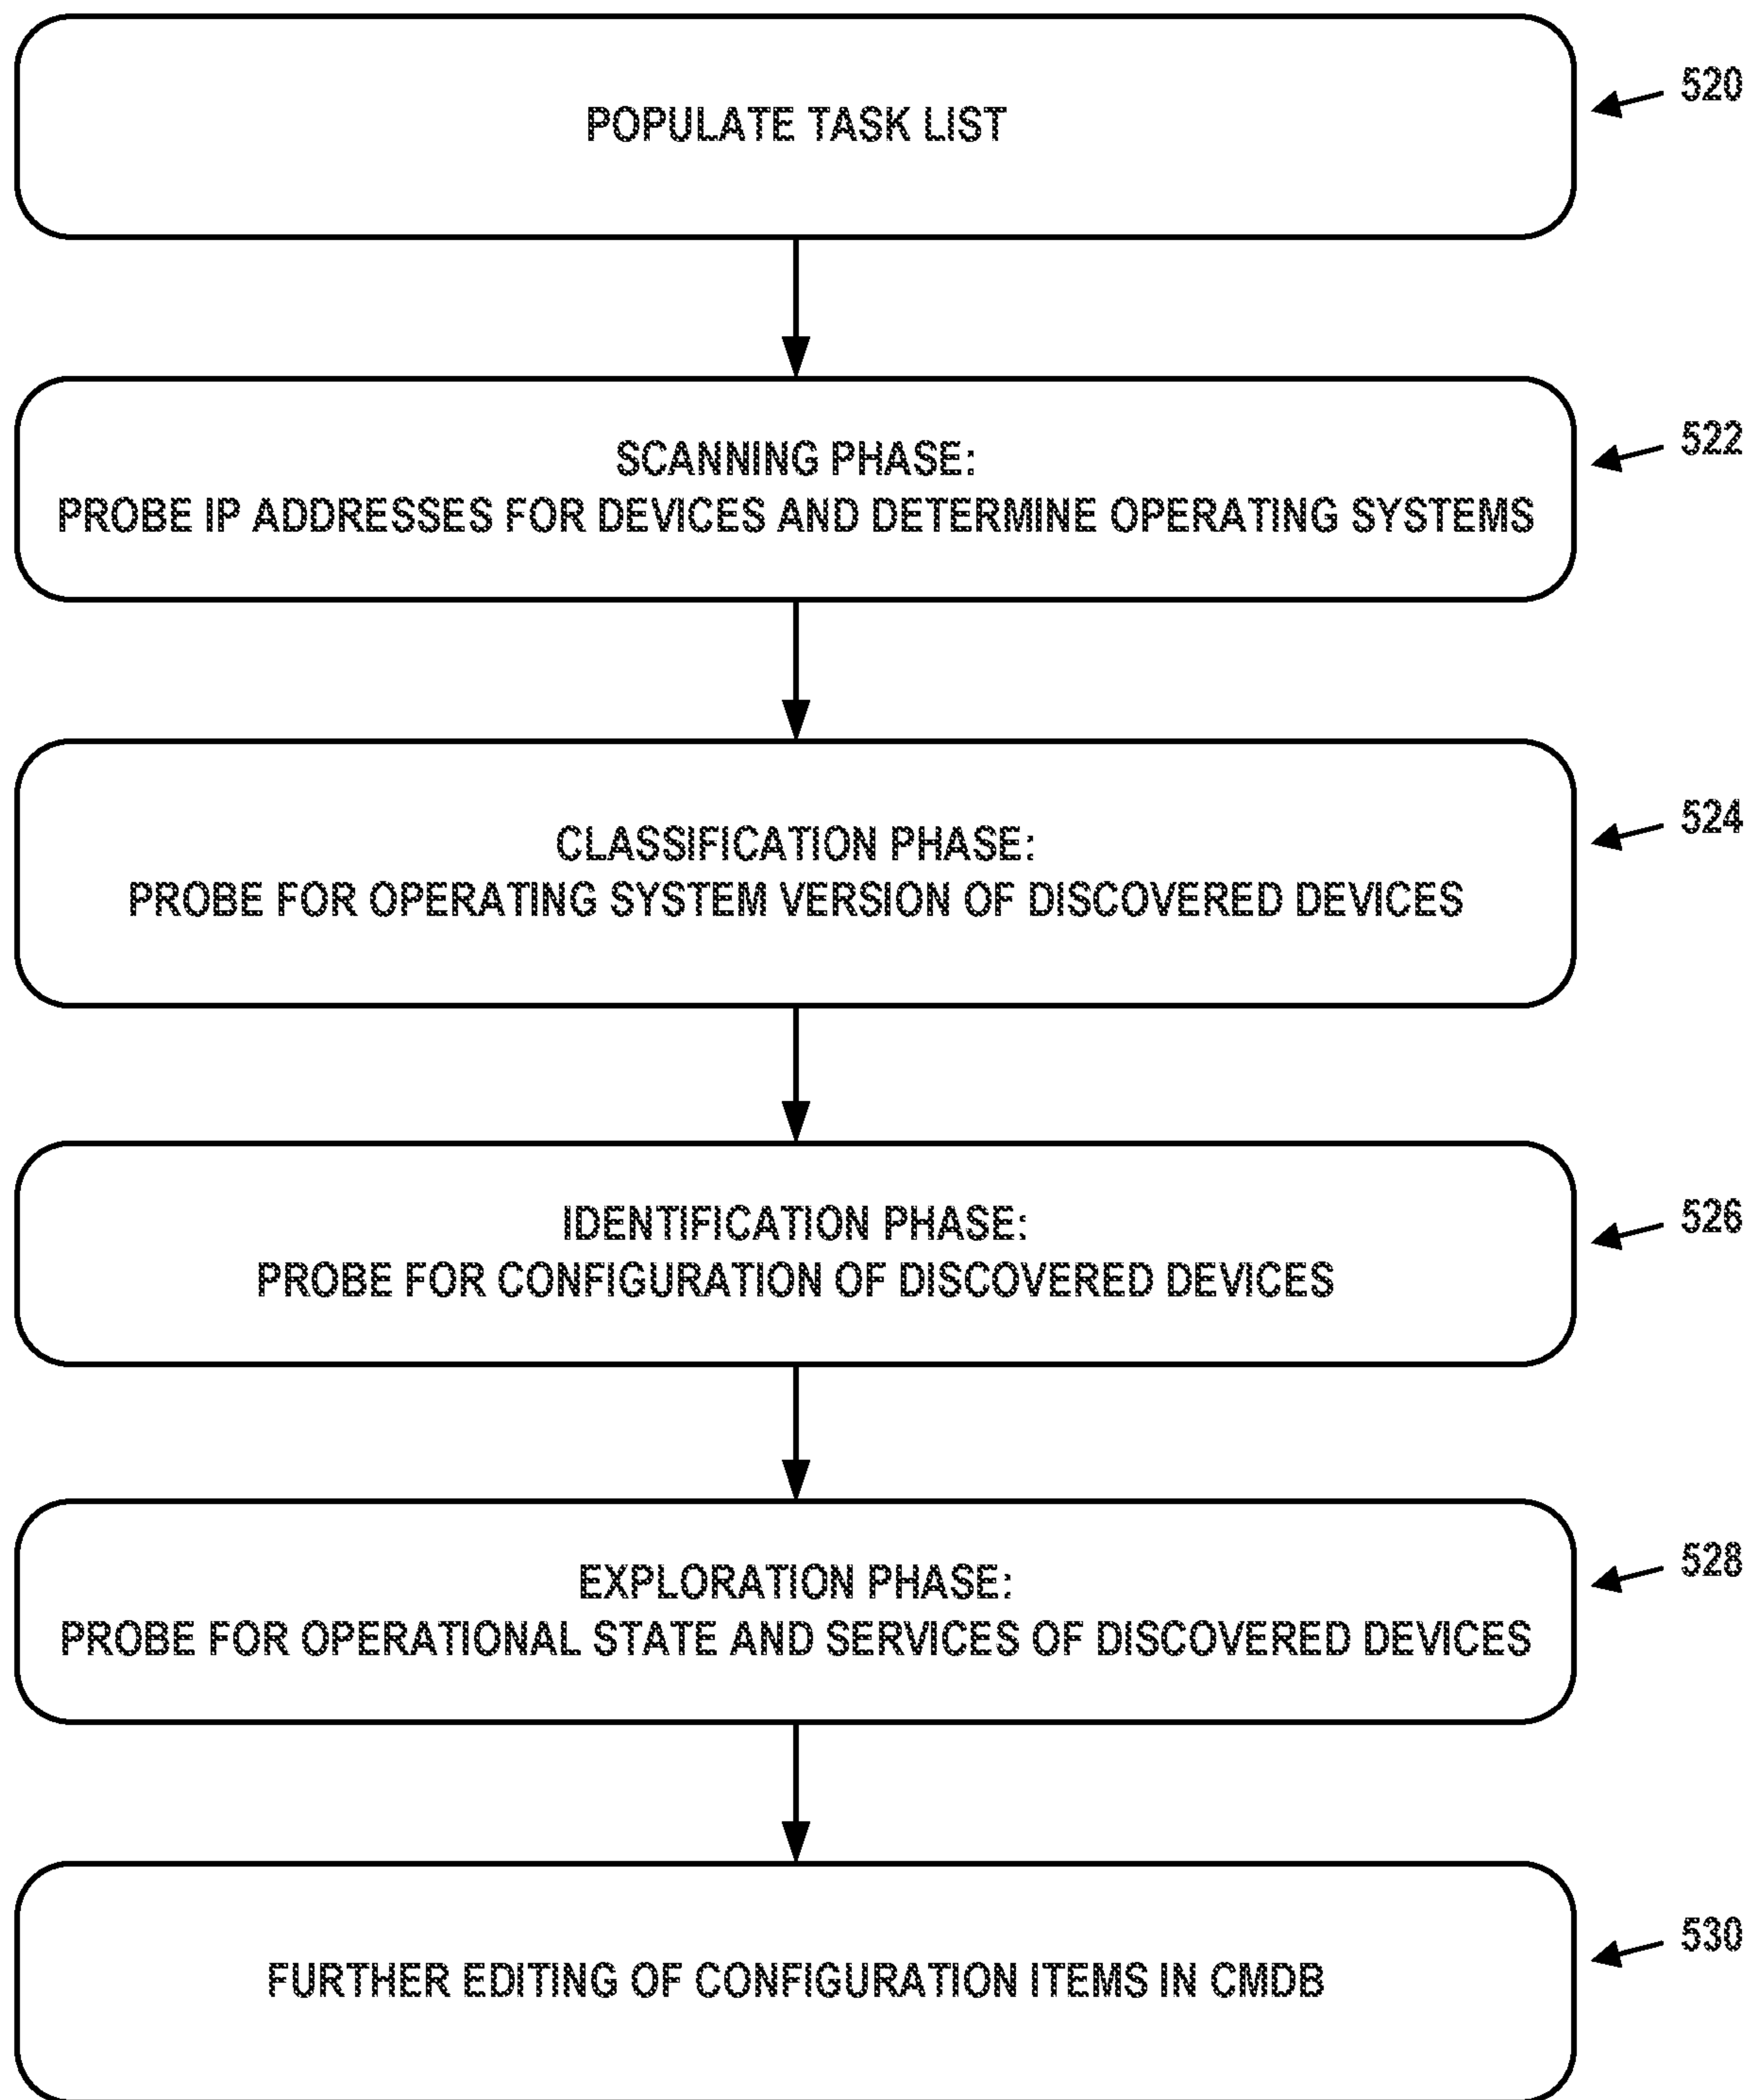 POPULATE TASK LIST
520
SCANNING PHASE:
PROBE IP ADDRESSES FOR DEVICES AND DETERMINE OPERATING SYSTEMS
522
CLASSIFICATION PHASE:
PROBE FOR OPERATING SYSTEM VERSION OF DISCOVERED DEVICES
524
IDENTIFICATION PHASE:
PROBE FOR CONFIGURATION OF DISCOVERED DEVICES
526
EXPLORATION PHASE:
PROBE FOR OPERATIONAL STATE AND SERVICES OF DISCOVERED DEVICES
528
FURTHER EDITING OF CONFIGURATION ITEMS IN CMDB
530